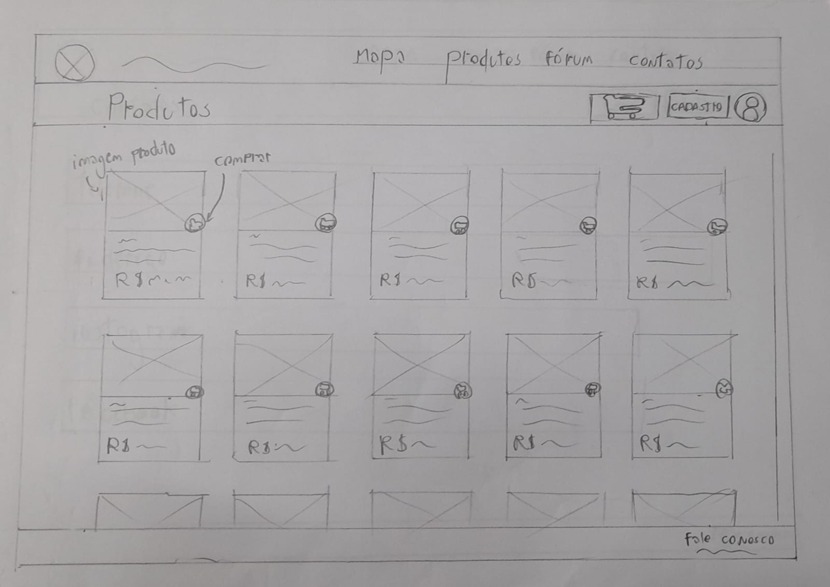 Mapa produtos fórum contatos
Produtos
CADASTRO
imagem produto
comprar
R$ R$ R$ R$ R$
R$ R$ R$ R$ R$
Fale conosco